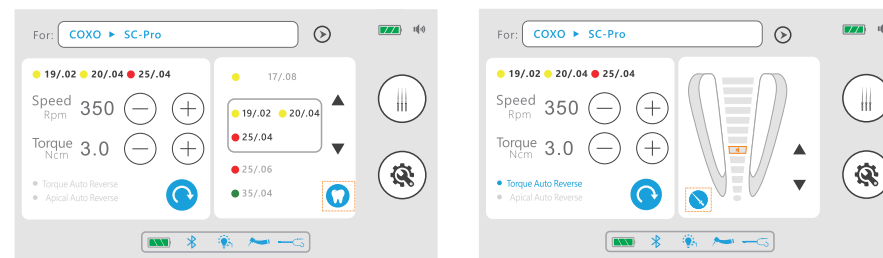 For: COXO ► SC-Pro
19/.02 20/.04 25/.04
Speed
Rpm
350
Torque
Ncm
3.0
Torque Auto Reverse
Apical Auto Reverse
17/.08
19/.02 20/.04
25/.04
25/.06
35/.04
For: COXO ► SC-Pro
19/.02 20/.04 25/.04
Speed
Rpm
350
Torque
Ncm
3.0
Torque Auto Reverse
Apical Auto Reverse